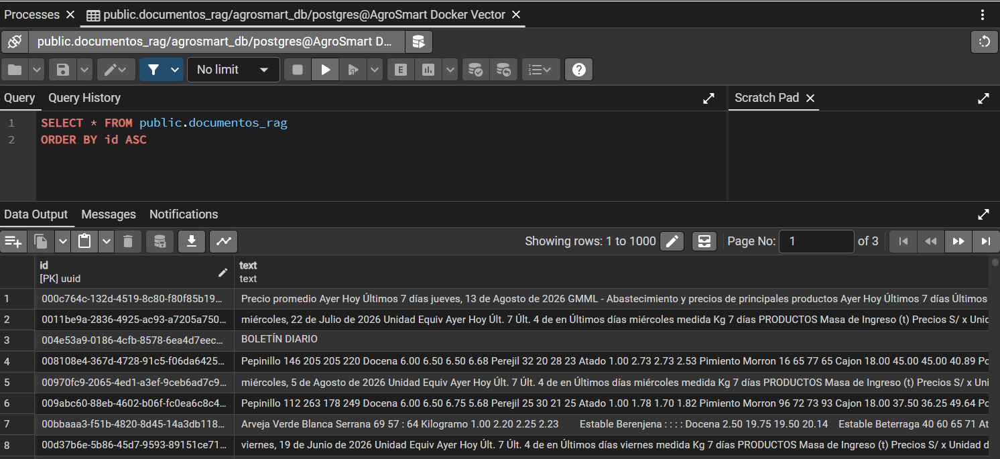 Processes
public.documentos_rag/agrosmart_db/postgres@AgroSmart Docker Vector
public.documentos_rag/agrosmart_db/postgres@AgroSmart D...
No limit
E
?
Query Query History
Scratch Pad
1 SELECT * FROM public.documentos_rag
2 ORDER BY id ASC
Data Output Messages Notifications
Showing rows: 1 to 1000 Page No: 1 of 3
id text
[PK] uuid text
1 000c764c-132d-4519-8c80-f80f85b19... Precio promedio Ayer Hoy Últimos 7 días jueves, 13 de Agosto de 2026 GMML - Abastecimiento y precios de principales productos Ayer Hoy Últimos 7 días Últimos
2 0011be9a-2836-4925-ac93-a7205a750... miércoles, 22 de Julio de 2026 Unidad Equiv Ayer Hoy Últ. 7 Últ. 4 de en Últimos días miércoles medida Kg 7 días PRODUCTOS Masa de Ingreso (t) Precios S/ x Unid
3 004e53a9-0186-4cfb-8578-6ea4d7eec... BOLETÍN DIARIO
4 008108e4-367d-4728-91c5-f06da6425... Pepinillo 146 205 205 220 Docena 6.00 6.50 6.50 6.68 Perejil 32 20 28 23 Atado 1.00 2.73 2.73 2.53 Pimiento Morron 16 65 77 65 Cajon 18.00 45.00 45.00 40.89 Po
5 00970fc9-2065-4ed1-a3ef-9ceb6ad7c9... miércoles, 5 de Agosto de 2026 Unidad Equiv Ayer Hoy Últ. 7 Últ. 4 de en Últimos días miércoles medida Kg 7 días PRODUCTOS Masa de Ingreso (t) Precios S/ x Uni
6 009abc60-88eb-4602-b06f-fc0ea6c8c4... Pepinillo 112 263 178 249 Docena 6.00 6.50 6.75 5.68 Perejil 25 30 21 25 Atado 1.00 1.78 1.70 1.82 Pimiento Morron 96 72 73 93 Cajon 18.00 37.50 36.25 49.64 Po
7 00bbaaa3-f51b-4820-8d45-14a3db118... Arveja Verde Blanca Serrana 69 57 : 64 Kilogramo 1.00 2.20 2.25 2.23 Estable Berenjena : : : : Docena 2.50 19.75 19.50 20.14 Estable Beterraga 40 60 65 71 At
8 00d37b6e-5b86-45d7-9593-89151ce71... viernes, 19 de Junio de 2026 Unidad Equiv Ayer Hoy Últ. 7 Últ. 4 de en Últimos días viernes medida Kg 7 días PRODUCTOS Masa de Ingreso (t) Precios S/ x Unidad d